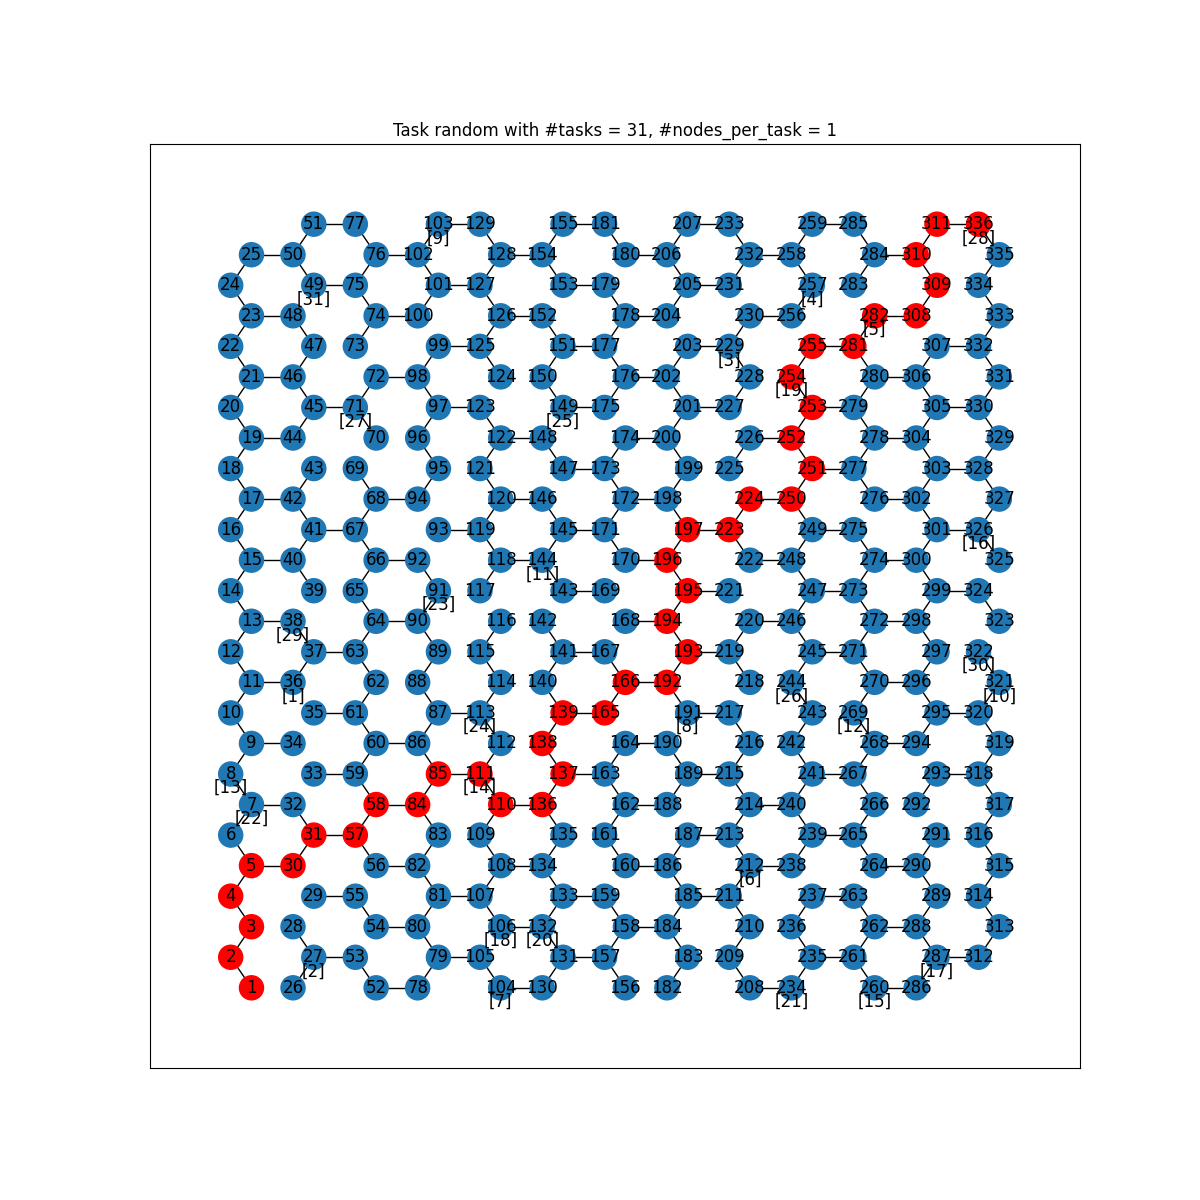 Task random with #tasks = 31, #nodes_per_task = 1
51 77 103 129 155 181 207 233 259 285 311 336
[9] [28]
25 50 76 102 128 154 180 206 232 258 284 310 335
24 49 75 101 127 153 179 205 231 257 283 309 334
[31] [4]
23 48 74 100 126 152 178 204 230 256 282 308 333
[5]
22 47 73 99 125 151 177 203 229 255 281 307 332
[3]
21 46 72 98 124 150 176 202 228 254 280 306 331
[19]
20 45 71 97 123 149 175 201 227 253 279 305 330
[27] [25]
19 44 70 96 122 148 174 200 226 252 278 304 329
18 43 69 95 121 147 173 199 225 251 277 303 328
17 42 68 94 120 146 172 198 224 250 276 302 327
16 41 67 93 119 145 171 197 223 249 275 301 326
[16]
15 40 66 92 118 144 170 196 222 248 274 300 325
[11]
14 39 65 91 117 143 169 195 221 247 273 299 324
[23]
13 38 64 90 116 142 168 194 220 246 272 298 323
[29]
12 37 63 89 115 141 167 193 219 245 271 297 322
[30]
11 36 62 88 114 140 166 192 218 244 270 296 321
[1] [26] [10]
10 35 61 87 113 139 165 191 217 243 269 295 320
[24] [8] [12]
9 34 60 86 112 138 164 190 216 242 268 294 319
8 33 59 85 111 137 163 189 215 241 267 293 318
[13] [14]
7 32 58 84 110 136 162 188 214 240 266 292 317
[22]
6 31 57 83 109 135 161 187 213 239 265 291 316
5 30 56 82 108 134 160 186 212 238 264 290 315
[6]
4 29 55 81 107 133 159 185 211 237 263 289 314
3 28 54 80 106 132 158 184 210 236 262 288 313
[18] [20]
2 27 53 79 105 131 157 183 209 235 261 287 312
[2] [17]
1 26 52 78 104 130 156 182 208 234 260 286
[7] [21] [15]